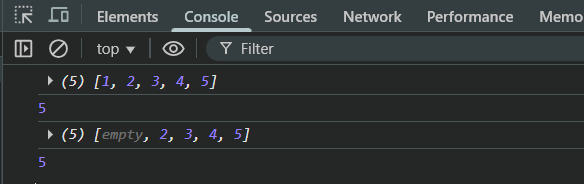 Elements Console Sources Network Performance Memo
top Filter
(5) [1, 2, 3, 4, 5]
5
(5) [empty, 2, 3, 4, 5]
5